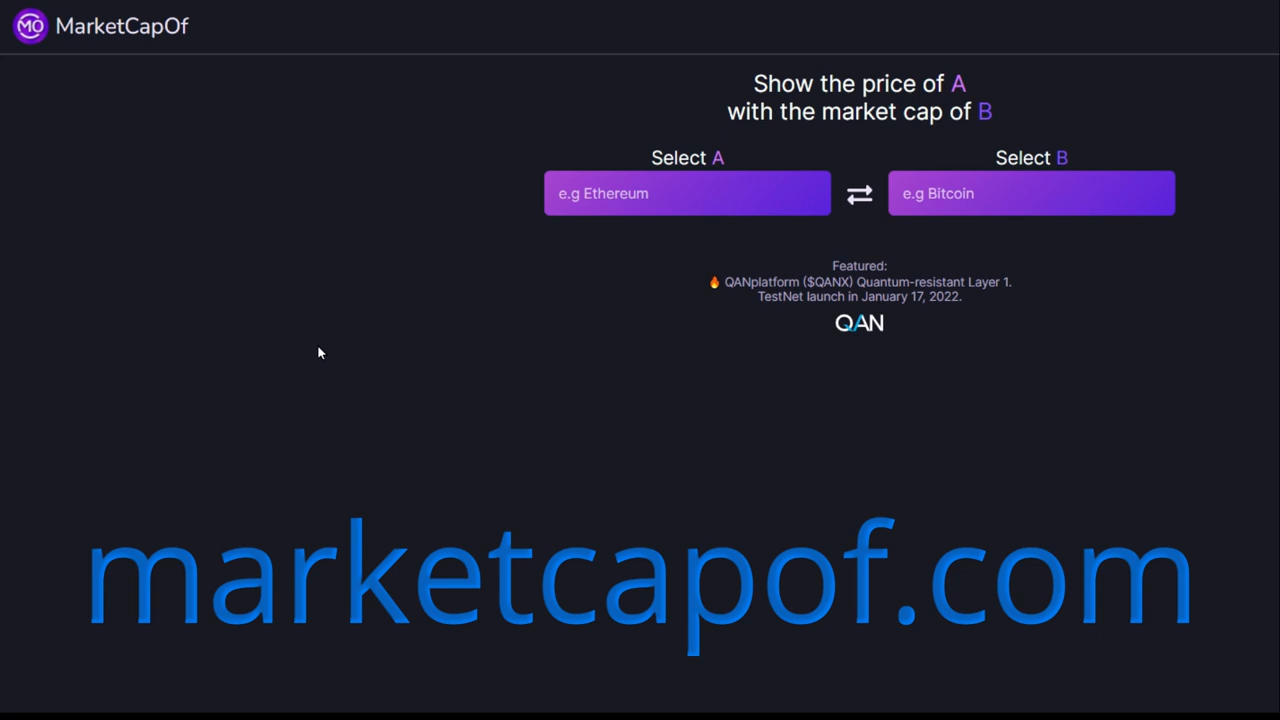 MO MarketCapOf
Show the price of A
with the market cap of B
Select A
Select B
e.g Ethereum
e.g Bitcoin
Featured:
🔥 QANplatform ($QANX) Quantum-resistant Layer 1.
TestNet launch in January 17, 2022.
QAN
marketcapof.com